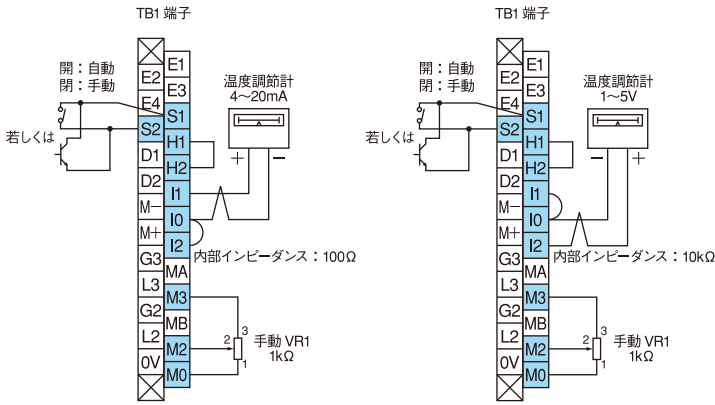 TB1 端子
開：自動
閉：手動
若しくは
E2
E4
S2
D1
D2
M−
M+
G3
L3
G2
L2
0V
E1
E3
S1
H1
H2
I1
I0
I2
MA
M3
MB
M2
M0
温度調節計
4〜20mA
+ −
内部インピーダンス：100Ω
3
2
1
手動 VR1
1kΩ
TB1 端子
開：自動
閉：手動
若しくは
E2
E4
S2
D1
D2
M−
M+
G3
L3
G2
L2
0V
E1
E3
S1
H1
H2
I1
I0
I2
MA
M3
MB
M2
M0
温度調節計
1〜5V
− +
内部インピーダンス：10kΩ
3
2
1
手動 VR1
1kΩ